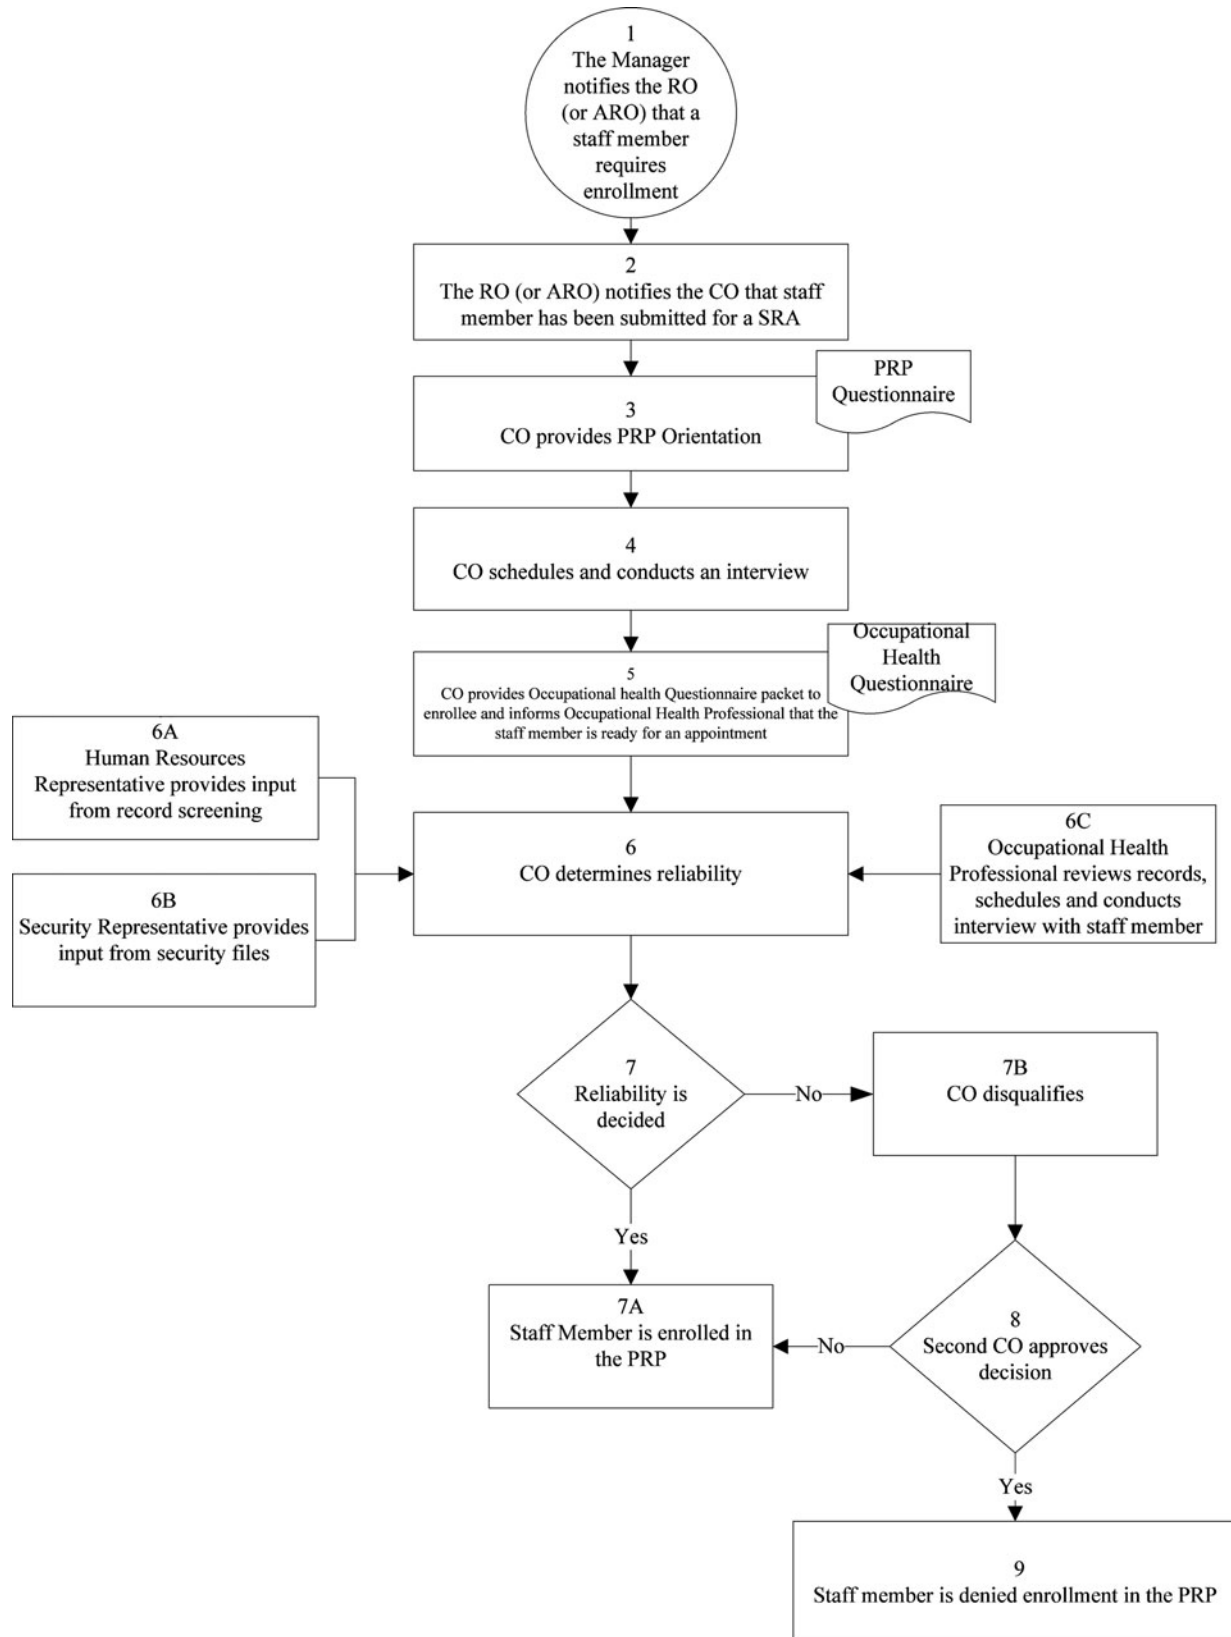 1
The Manager
notifies the RO
(or ARO) that a
staff member
requires
enrollment
2
The RO (or ARO) notifies the CO that staff
member has been submitted for a SRA
PRP
Questionnaire
3
CO provides PRP Orientation
4
CO schedules and conducts an interview
Occupational
Health
Questionnaire
5
CO provides Occupational health Questionnaire packet to
enrollee and informs Occupational Health Professional that the
staff member is ready for an appointment
6A
Human Resources
Representative provides input
from record screening
6B
Security Representative provides
input from security files
6
CO determines reliability
6C
Occupational Health
Professional reviews records,
schedules and conducts
interview with staff member
7
Reliability is
decided
No
7B
CO disqualifies
Yes
7A
Staff Member is enrolled in
the PRP
No
8
Second CO approves
decision
Yes
9
Staff member is denied enrollment in the PRP